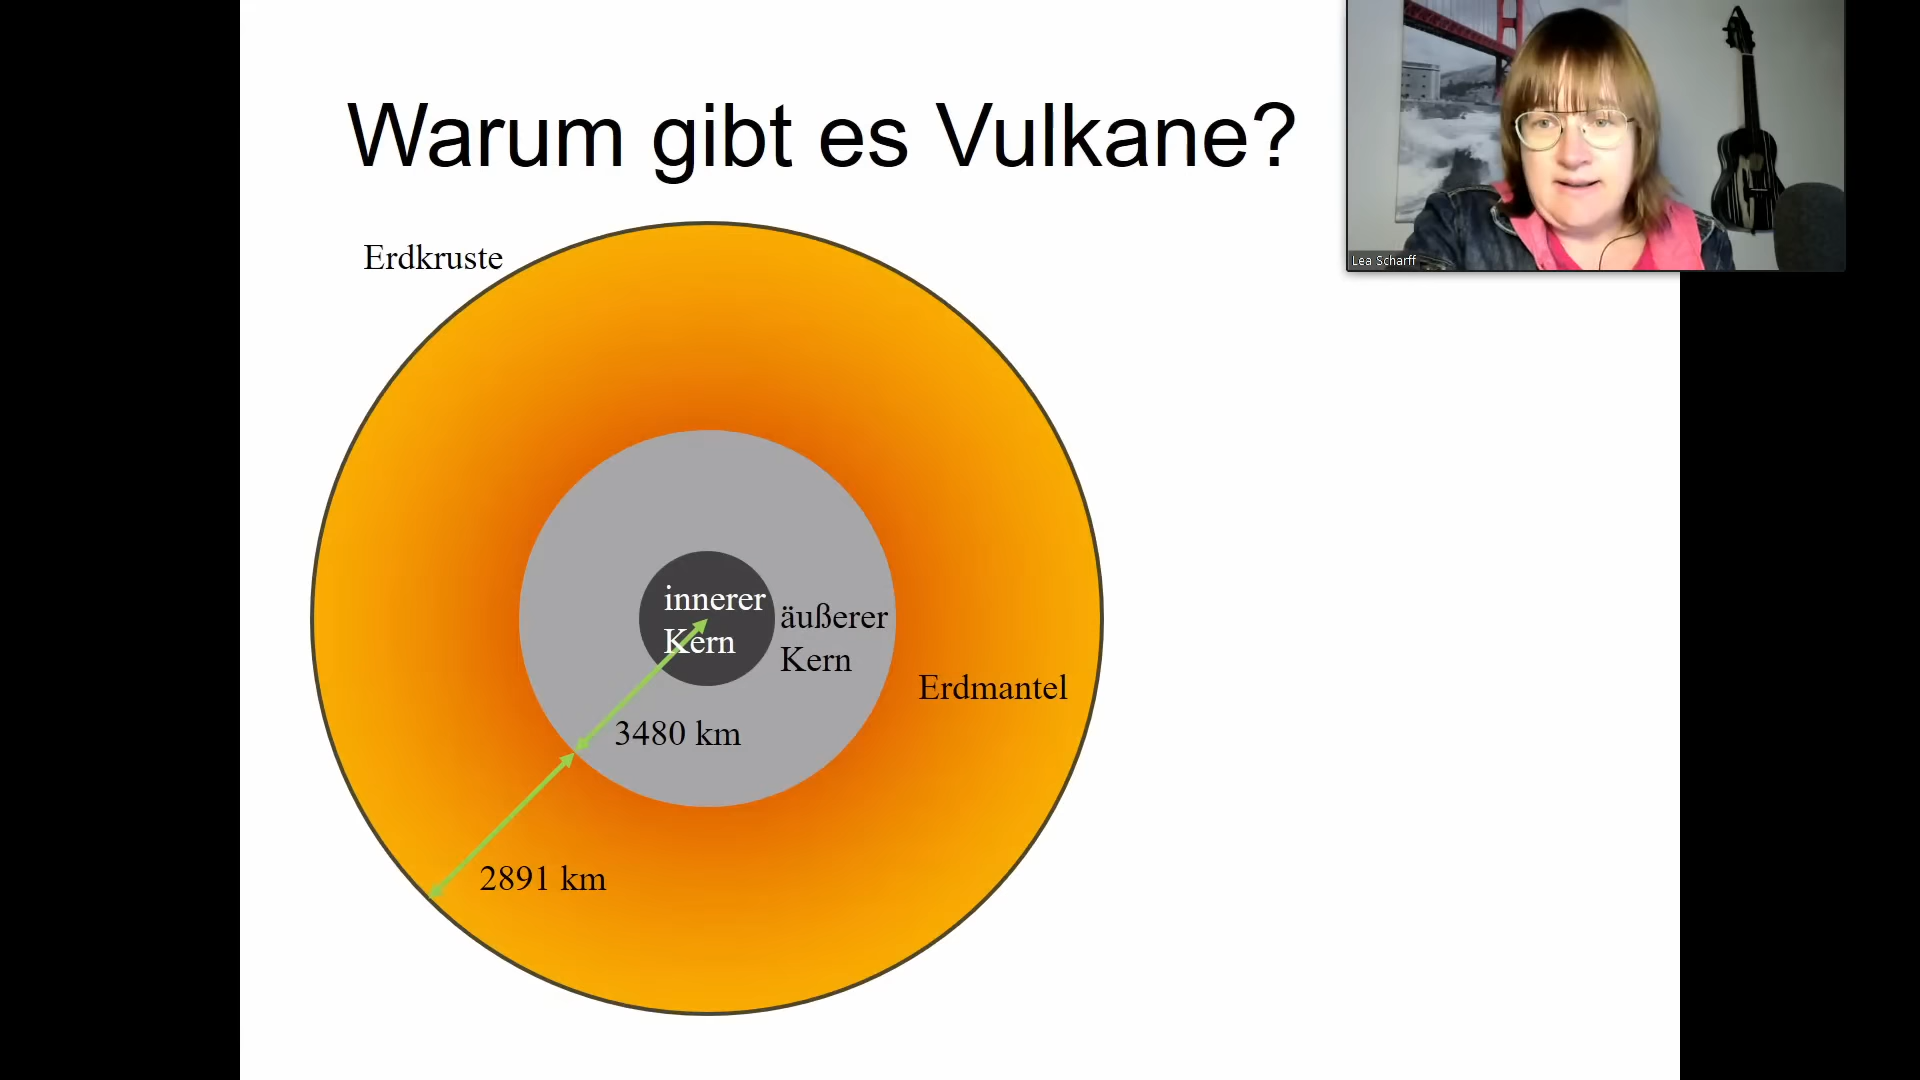 Warum gibt es Vulkane?
Lea Scharff
Erdkruste
innerer
Kern
äußerer
Kern
Erdmantel
3480 km
2891 km